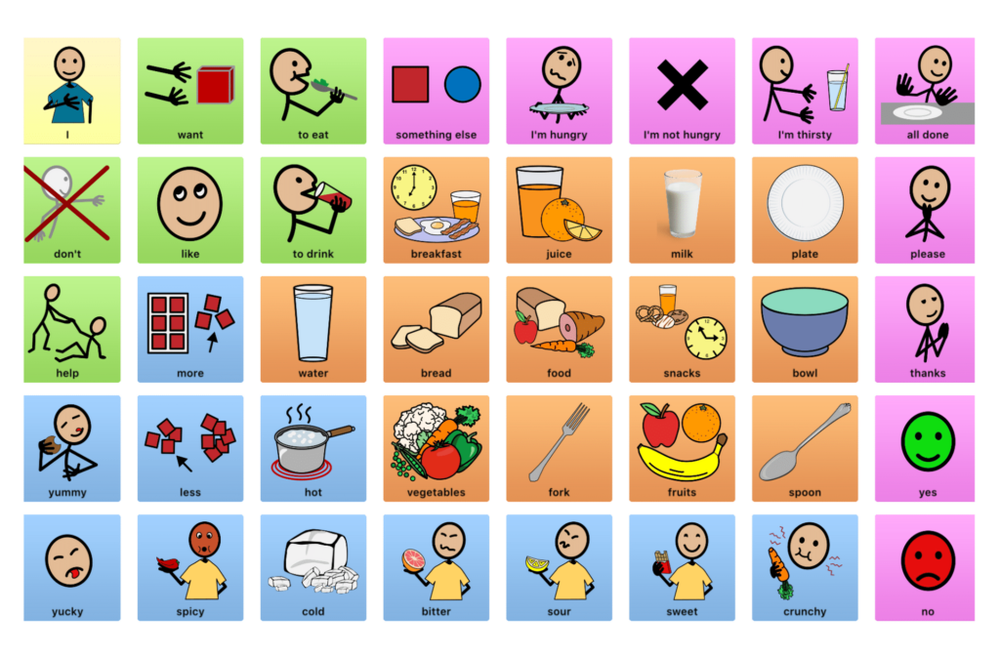 I
want
to eat
something else
I'm hungry
I'm not hungry
I'm thirsty
all done
don't
like
to drink
breakfast
juice
milk
plate
please
help
more
water
bread
food
snacks
bowl
thanks
yummy
less
hot
vegetables
fork
fruits
spoon
yes
yucky
spicy
cold
bitter
sour
sweet
crunchy
no